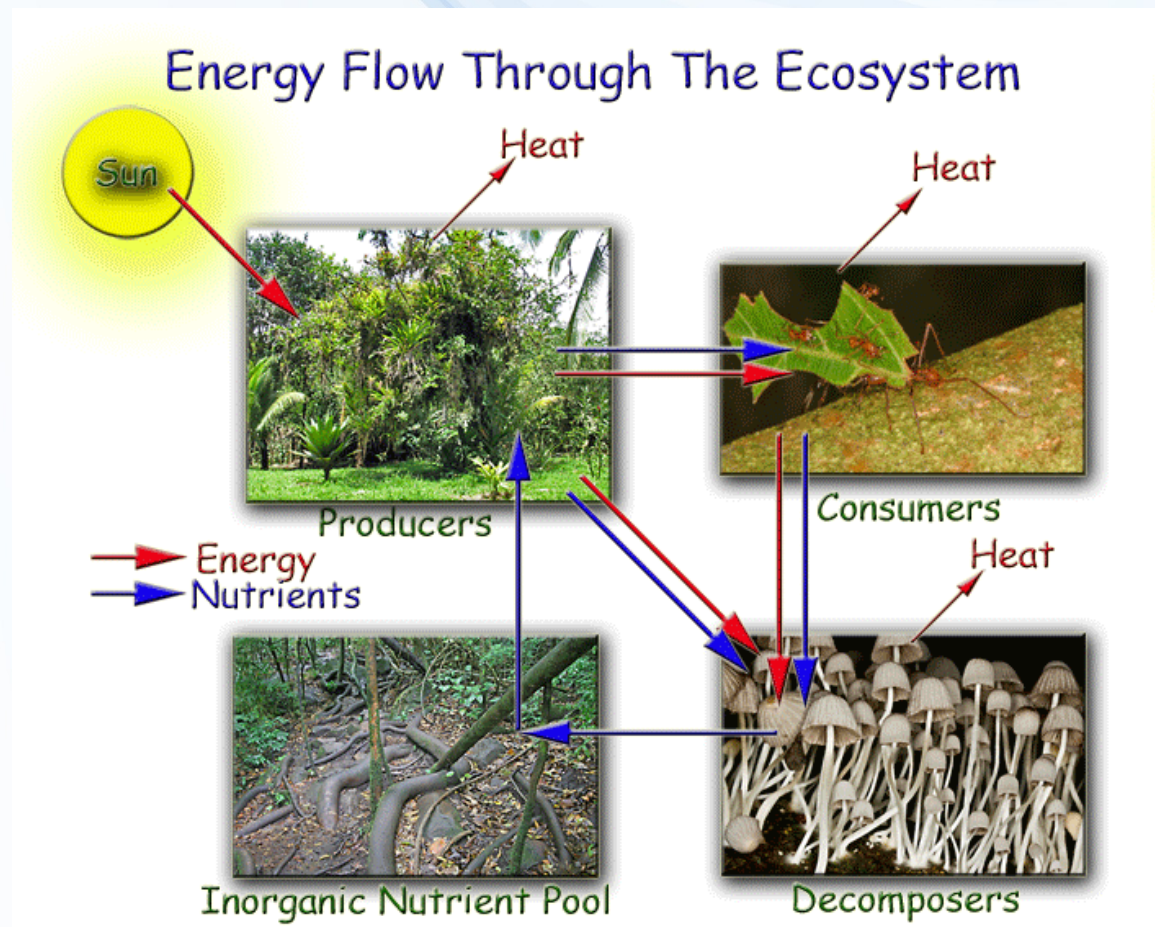 Energy Flow Through The Ecosystem
Sun
Heat
Heat
Producers
Consumers
Energy
Nutrients
Heat
Inorganic Nutrient Pool
Decomposers